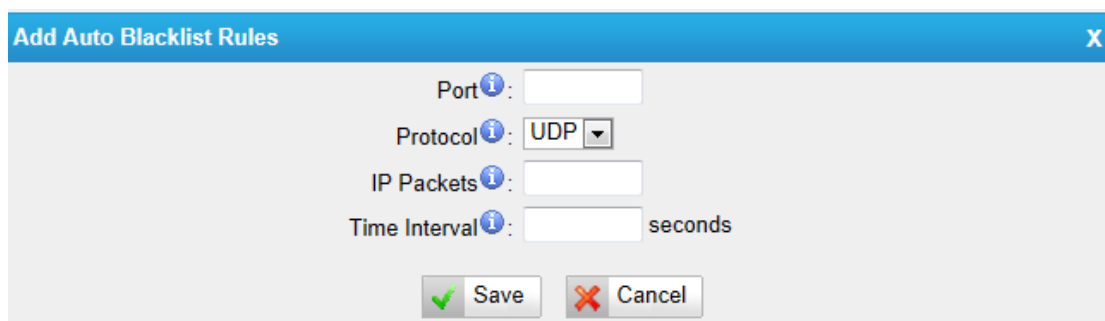 Add Auto Blacklist Rules X
Port i :
Protocol i : UDP
IP Packets i :
Time Interval i : seconds
Save Cancel